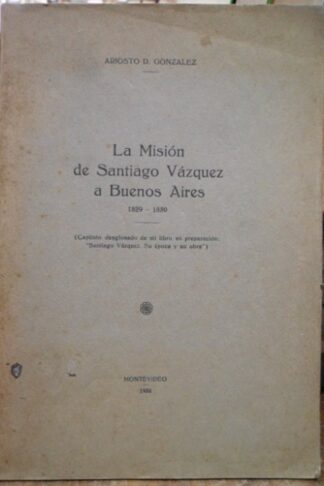 ARIOSTO D. GONZALEZ
La Misión
de Santiago Vázquez
a Buenos Aires
1829 - 1830
(Capítulo desglosado de mi libro en preparación:
"Santiago Vázquez. Su época y su obra")
MONTEVIDEO